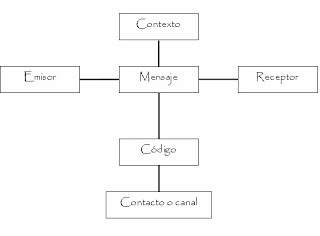 Contexto
Emisor
Mensaje
Receptor
Código
Contacto o canal